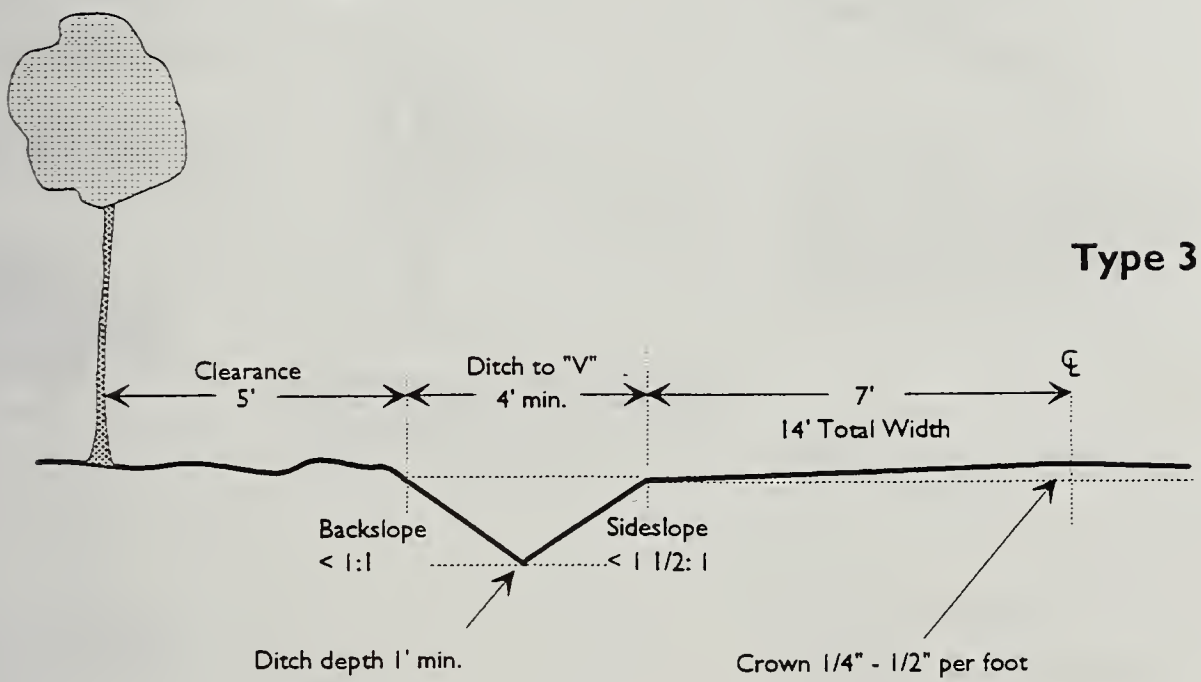 Type 3
℄
Clearance
5'
Ditch to "V"
4' min.
7'
14' Total Width
Backslope
< 1:1
Sideslope
< 1 1/2: 1
Ditch depth 1' min.
Crown 1/4" - 1/2" per foot